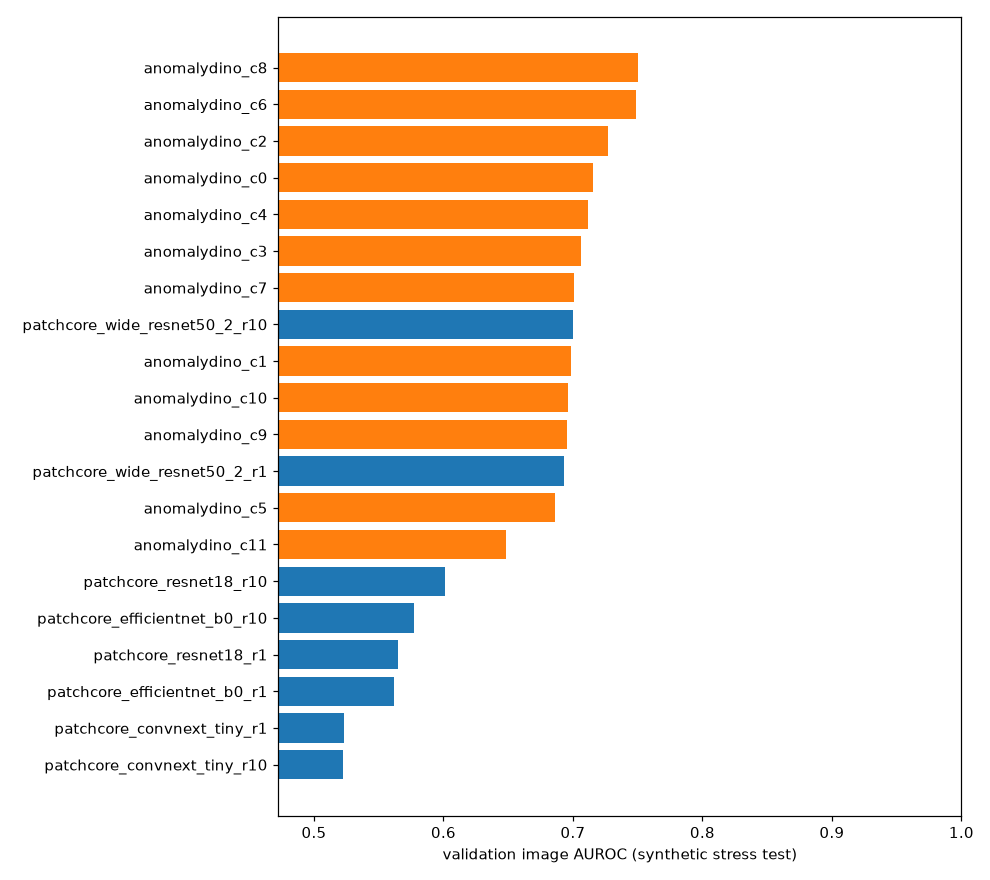 anomalydino_c8
anomalydino_c6
anomalydino_c2
anomalydino_c0
anomalydino_c4
anomalydino_c3
anomalydino_c7
patchcore_wide_resnet50_2_r10
anomalydino_c1
anomalydino_c10
anomalydino_c9
patchcore_wide_resnet50_2_r1
anomalydino_c5
anomalydino_c11
patchcore_resnet18_r10
patchcore_efficientnet_b0_r10
patchcore_resnet18_r1
patchcore_efficientnet_b0_r1
patchcore_convnext_tiny_r1
patchcore_convnext_tiny_r10
0.5 0.6 0.7 0.8 0.9 1.0
validation image AUROC (synthetic stress test)